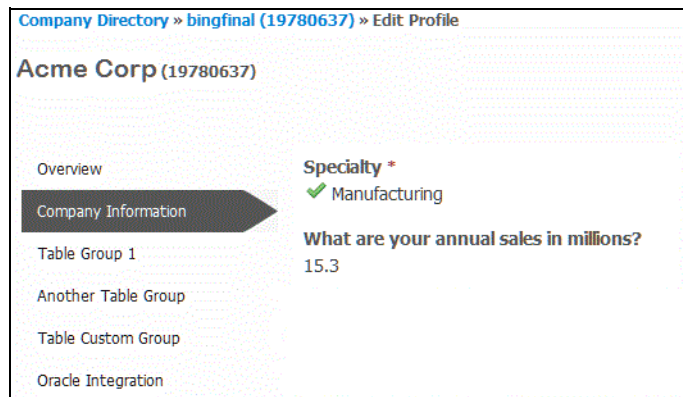 Company Directory » bingfinal (19780637) » Edit Profile
Acme Corp (19780637)
Overview
Company Information
Table Group 1
Another Table Group
Table Custom Group
Oracle Integration
Specialty *
Manufacturing
What are your annual sales in millions?
15.3